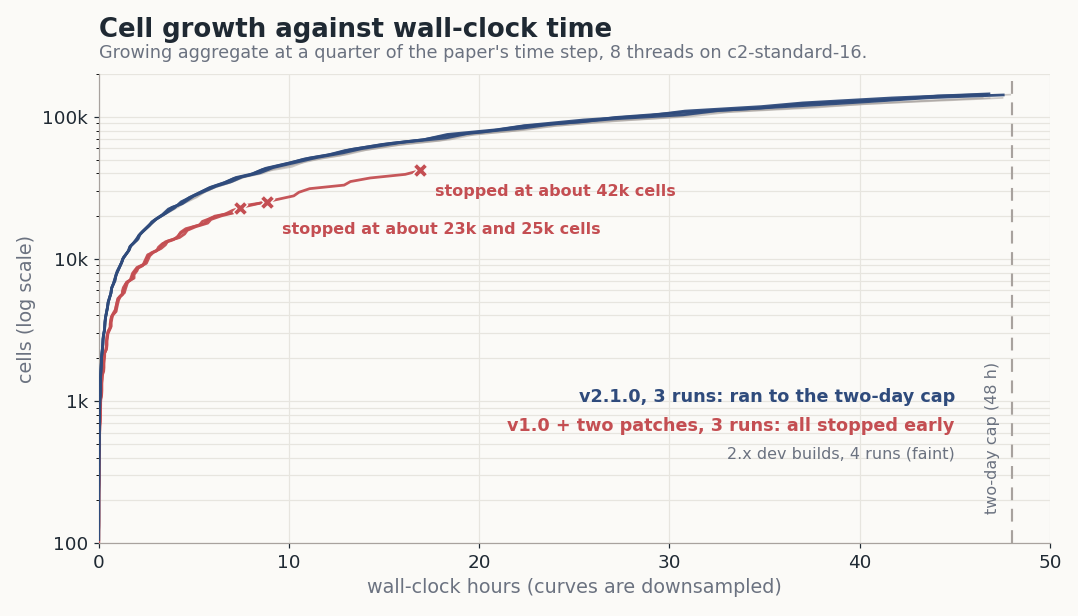 Cell growth against wall-clock time
Growing aggregate at a quarter of the paper's time step, 8 threads on c2-standard-16.
cells (log scale)
100k
10k
1k
100
stopped at about 42k cells
stopped at about 23k and 25k cells
v2.1.0, 3 runs: ran to the two-day cap
v1.0 + two patches, 3 runs: all stopped early
2.x dev builds, 4 runs (faint)
two-day cap (48 h)
0 10 20 30 40 50
wall-clock hours (curves are downsampled)